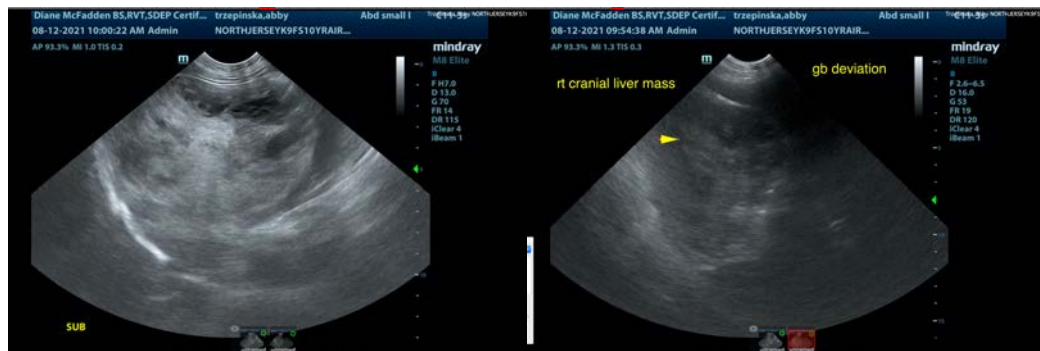 Diane McFadden BS,RVT,SDEP Certif... trzepinska,abby Abd small I
08-12-2021 10:00:22 AM Admin NORTHJERSEYK9FS10YRAIR...
AP 93.3% MI 1.0 TIS 0.2
mindray
M8 Elite
m
B
F H7.0
D 13.0
G 70
FR 14
DR 115
iClear 4
iBeam 1
SUB
Diane McFadden BS,RVT,SDEP Certif... trzepinska,abby Abd small I
08-12-2021 09:54:38 AM Admin NORTHJERSEYK9FS10YRAIR...
AP 93.3% MI 1.3 TIS 0.3
mindray
M8 Elite
m
rt cranial liver mass
gb deviation
B
F 2.6-6.5
D 16.0
G 53
FR 19
DR 120
iClear 4
iBeam 1